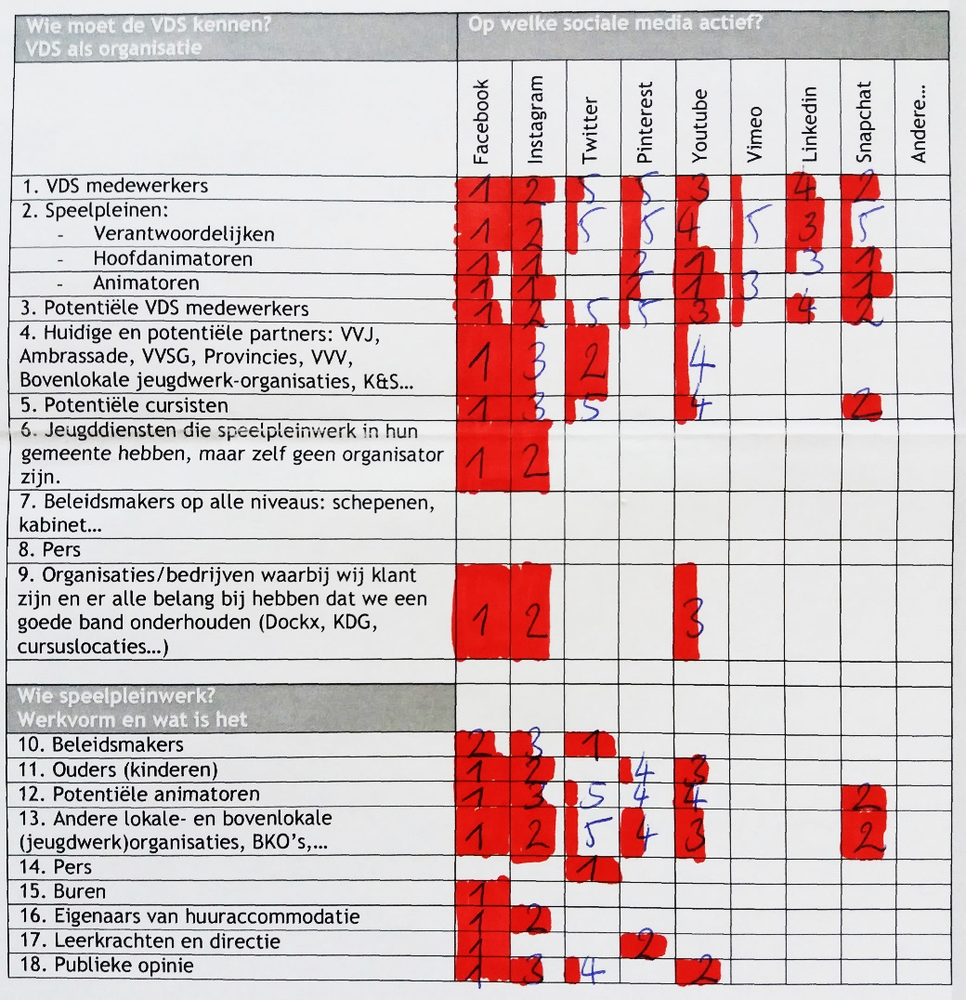 Wie moet de VDS kennen? Op welke sociale media actief?
VDS als organisatie
Facebook Instagram Twitter Pinterest Youtube Vimeo Linkedin Snapchat Andere...
1. VDS medewerkers 1 2 5 5 3 4 2
2. Speelpleinen:
- Verantwoordelijken 1 2 5 5 4 5 3 5
- Hoofdanimatoren 1 1 2 1 3 1
- Animatoren 1 1 2 1 3 1
3. Potentiële VDS medewerkers 1 2 5 5 3 4 2
4. Huidige en potentiële partners: VVJ,
Ambrassade, VVSG, Provincies, VVV, 1 3 2 4
Bovenlokale jeugdwerk-organisaties, K&S...
5. Potentiële cursisten 1 3 5 4 2
6. Jeugddiensten die speelpleinwerk in hun
gemeente hebben, maar zelf geen organisator 1 2
zijn.
7. Beleidsmakers op alle niveaus: schepenen,
kabinet...
8. Pers
9. Organisaties/bedrijven waarbij wij klant
zijn en er alle belang bij hebben dat we een
goede band onderhouden (Dockx, KDG, 1 2 3
cursuslocaties...)
Wie speelpleinwerk?
Werkvorm en wat is het
10. Beleidsmakers 2 3 1
11. Ouders (kinderen) 1 2 4 3
12. Potentiële animatoren 1 3 5 4 4 2
13. Andere lokale- en bovenlokale
(jeugdwerk)organisaties, BKO's,... 1 2 5 4 3 2
14. Pers 1
15. Buren 1
16. Eigenaars van huuraccommodatie 1 2
17. Leerkrachten en directie 1 2
18. Publieke opinie 1 3 4 2